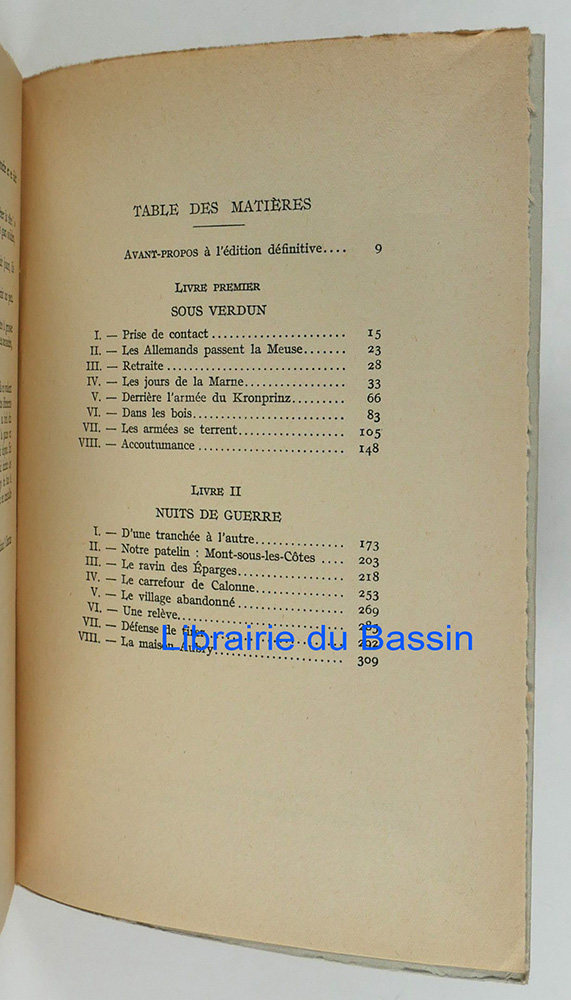 TABLE DES MATIÈRES
AVANT-PROPOS à l'édition définitive.... 9
LIVRE PREMIER
SOUS VERDUN
I. — Prise de contact ...................... 15
II. — Les Allemands passent la Meuse....... 23
III. — Retraite .............................. 28
IV. — Les jours de la Marne................. 33
V. — Derrière l'armée du Kronprinz......... 66
VI. — Dans les bois......................... 83
VII. — Les armées se terrent.................. 105
VIII. — Accoutumance ........................ 148
LIVRE II
NUITS DE GUERRE
I. — D'une tranchée à l'autre............... 173
II. — Notre patelin : Mont-sous-les-Côtes .... 203
III. — Le ravin des Éparges.................. 218
IV. — Le carrefour de Calonne............... 253
V. — Le village abandonné .................. 269
VI. — Une relève............................ 285
VII. — Défense de 292
Librairie du Bassin
VIII. — La maison Aubry..................... 309